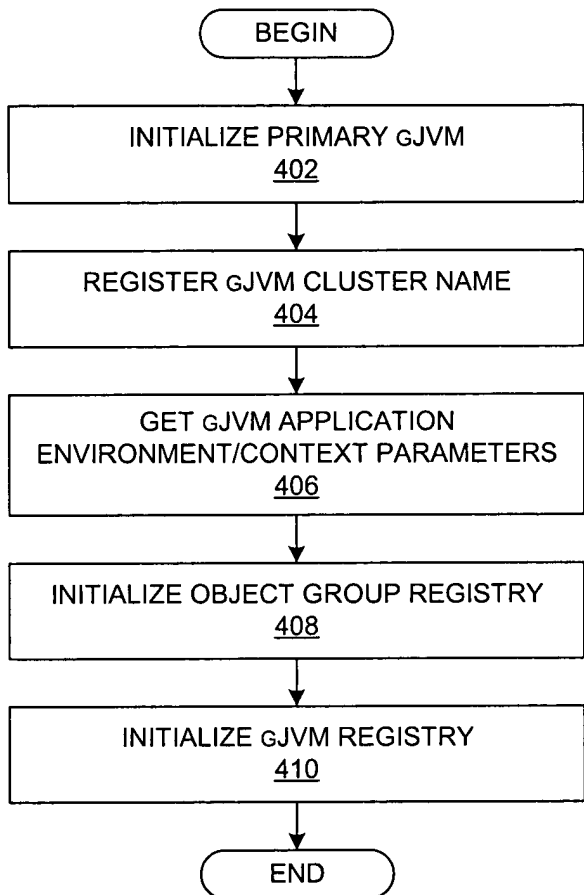 BEGIN
INITIALIZE PRIMARY GJVM
402
REGISTER GJVM CLUSTER NAME
404
GET GJVM APPLICATION
ENVIRONMENT/CONTEXT PARAMETERS
406
INITIALIZE OBJECT GROUP REGISTRY
408
INITIALIZE GJVM REGISTRY
410
END